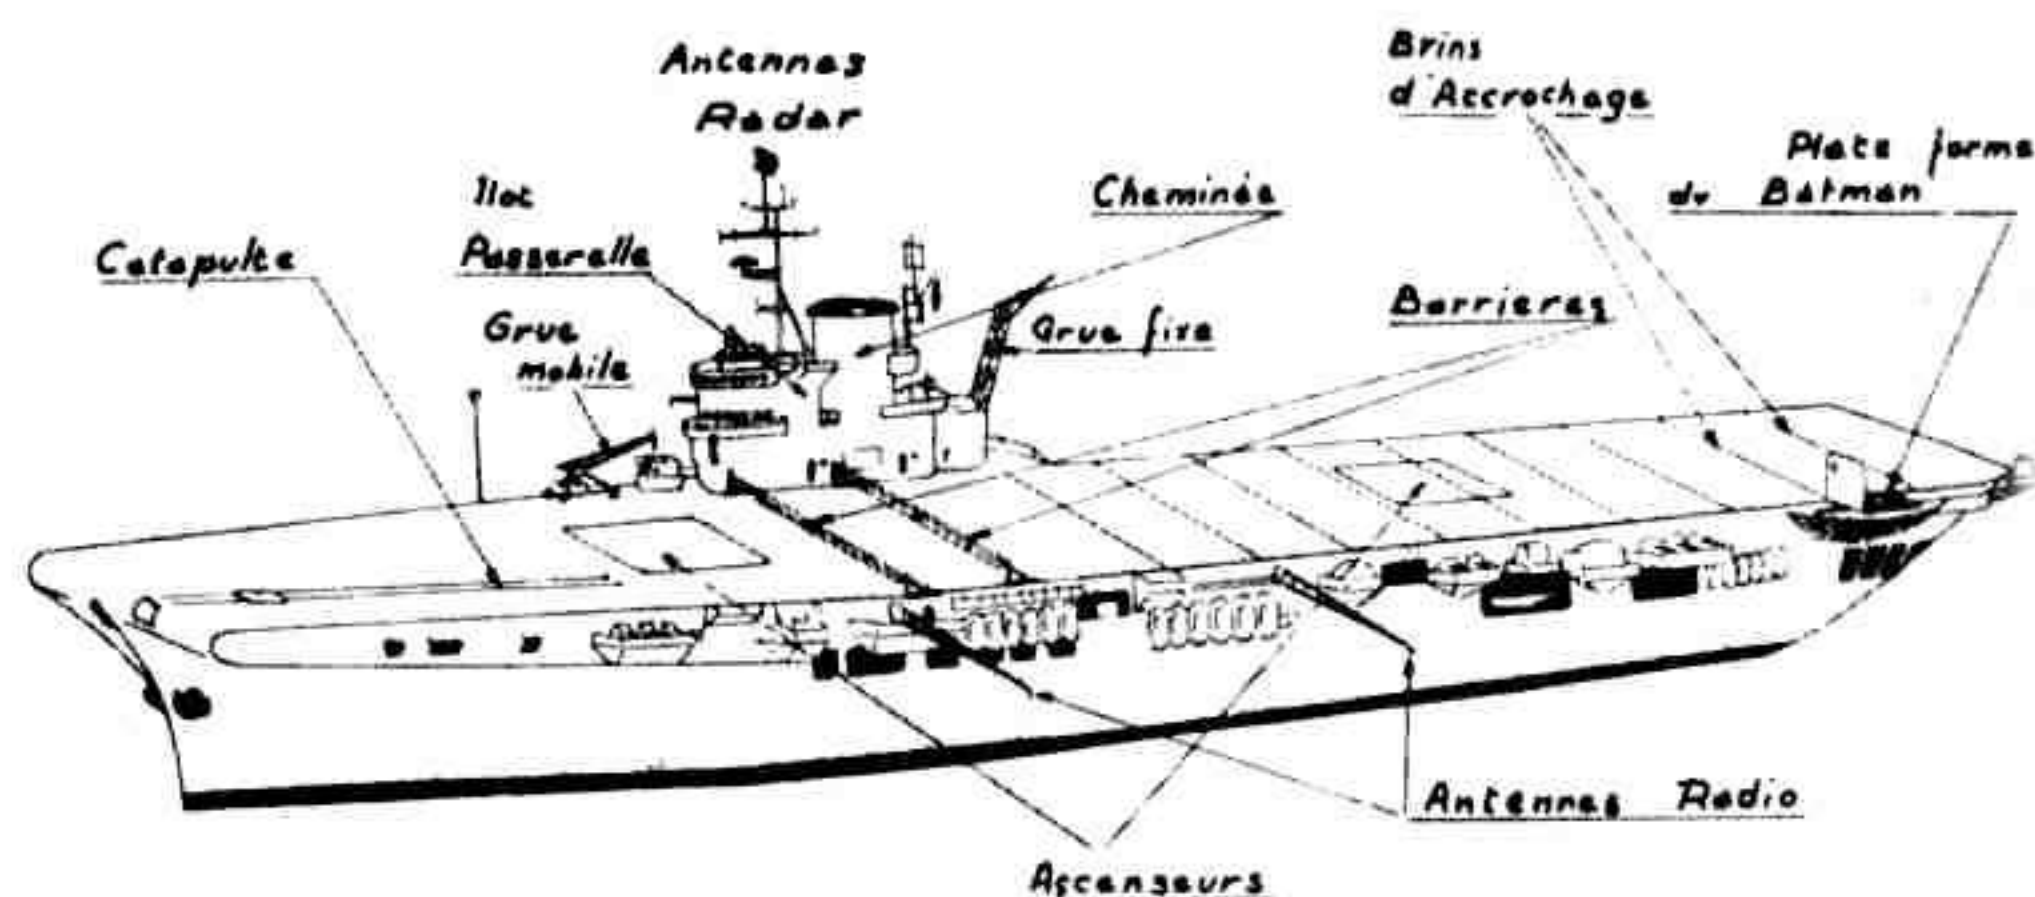 Antennes
Radar
Brins
d'Accrochage
Plate forme
du Batman
Ilot
Passerelle
Cheminée
Catapulte
Grue
mobile
Grue fixe
Barrieres
Antennes Radio
Ascenseurs